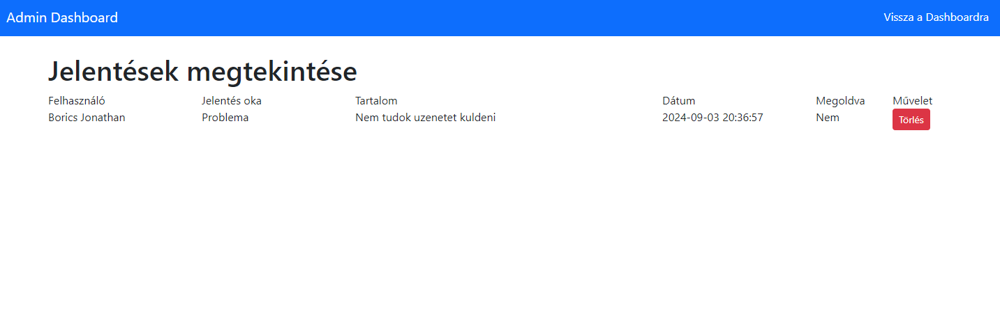 Admin Dashboard Vissza a Dashboardra
Jelentések megtekintése
Felhasználó Jelentés oka Tartalom Dátum Megoldva Művelet
Borics Jonathan Problema Nem tudok uzenetet kuldeni 2024-09-03 20:36:57 Nem Törlés